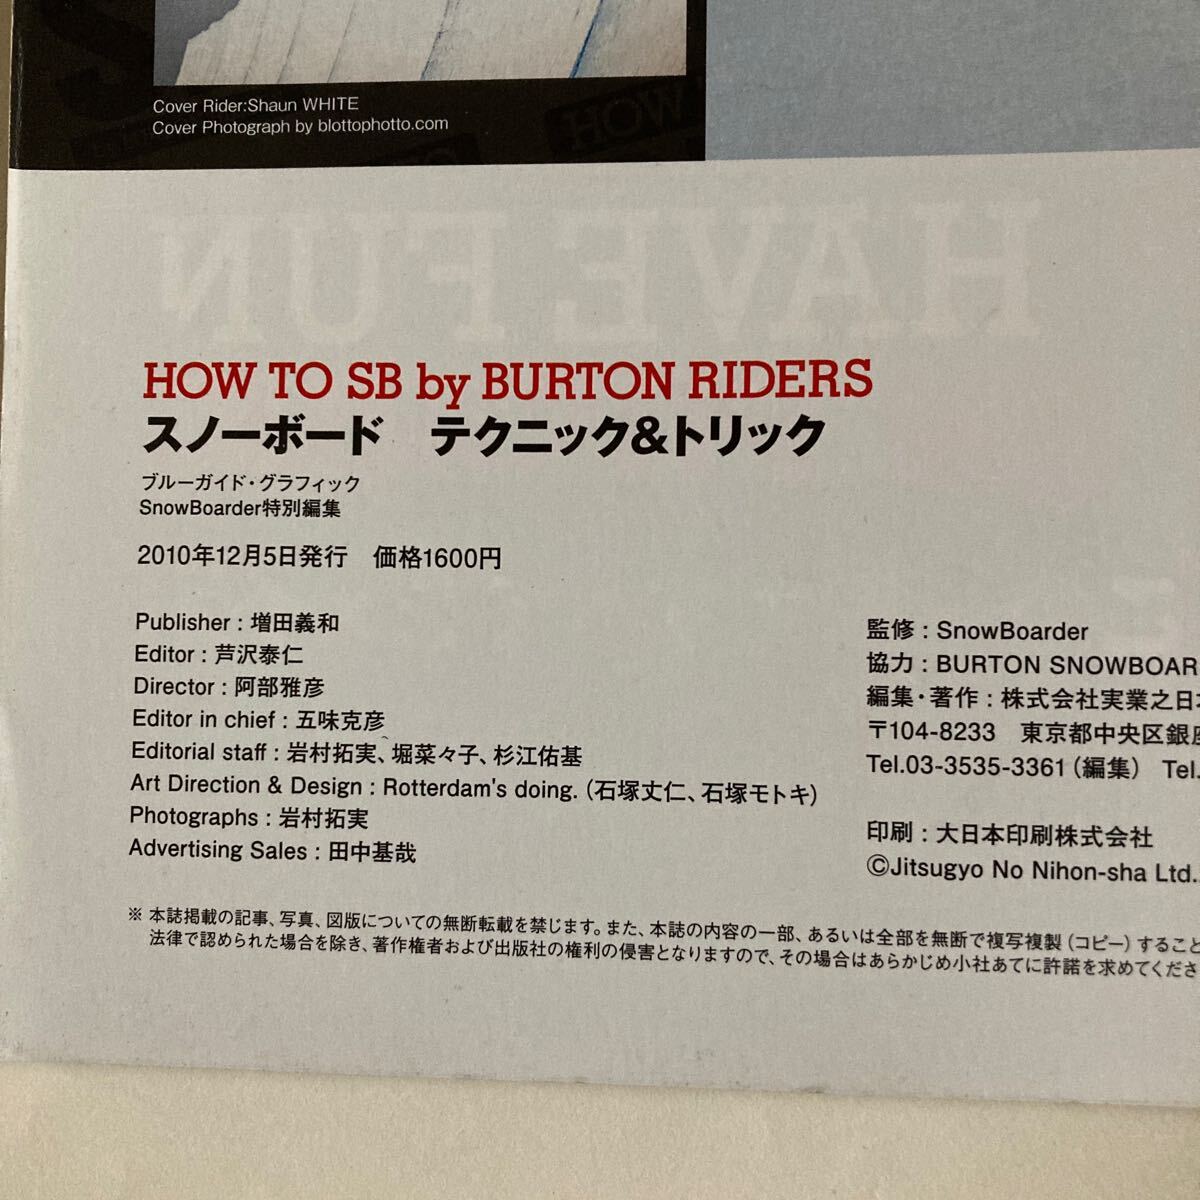 Cover Rider:Shaun WHITE
Cover Photograph by blottophotto.com
HOW
HAVE FUN
HOW TO SB by BURTON RIDERS
スノーボード　テクニック&トリック
ブルーガイド・グラフィック
SnowBoarder特別編集
2010年12月5日発行　価格1600円
Publisher : 増田義和
Editor : 芦沢泰仁
Director : 阿部雅彦
Editor in chief : 五味克彦
Editorial staff : 岩村拓実、堀菜々子、杉江佑基
Art Direction & Design : Rotterdam's doing. (石塚丈仁、石塚モトキ)
Photographs : 岩村拓実
Advertising Sales : 田中基哉
監修 : SnowBoarder
協力 : BURTON SNOWBOAR
編集・著作 : 株式会社実業之日本
〒104-8233　東京都中央区銀座
Tel.03-3535-3361（編集） Tel.
印刷 : 大日本印刷株式会社
©Jitsugyo No Nihon-sha Ltd.
※ 本誌掲載の記事、写真、図版についての無断転載を禁じます。また、本誌の内容の一部、あるいは全部を無断で複写複製（コピー）すること
法律で認められた場合を除き、著作権者および出版社の権利の侵害となりますので、その場合はあらかじめ小社あてに許諾を求めてくださ